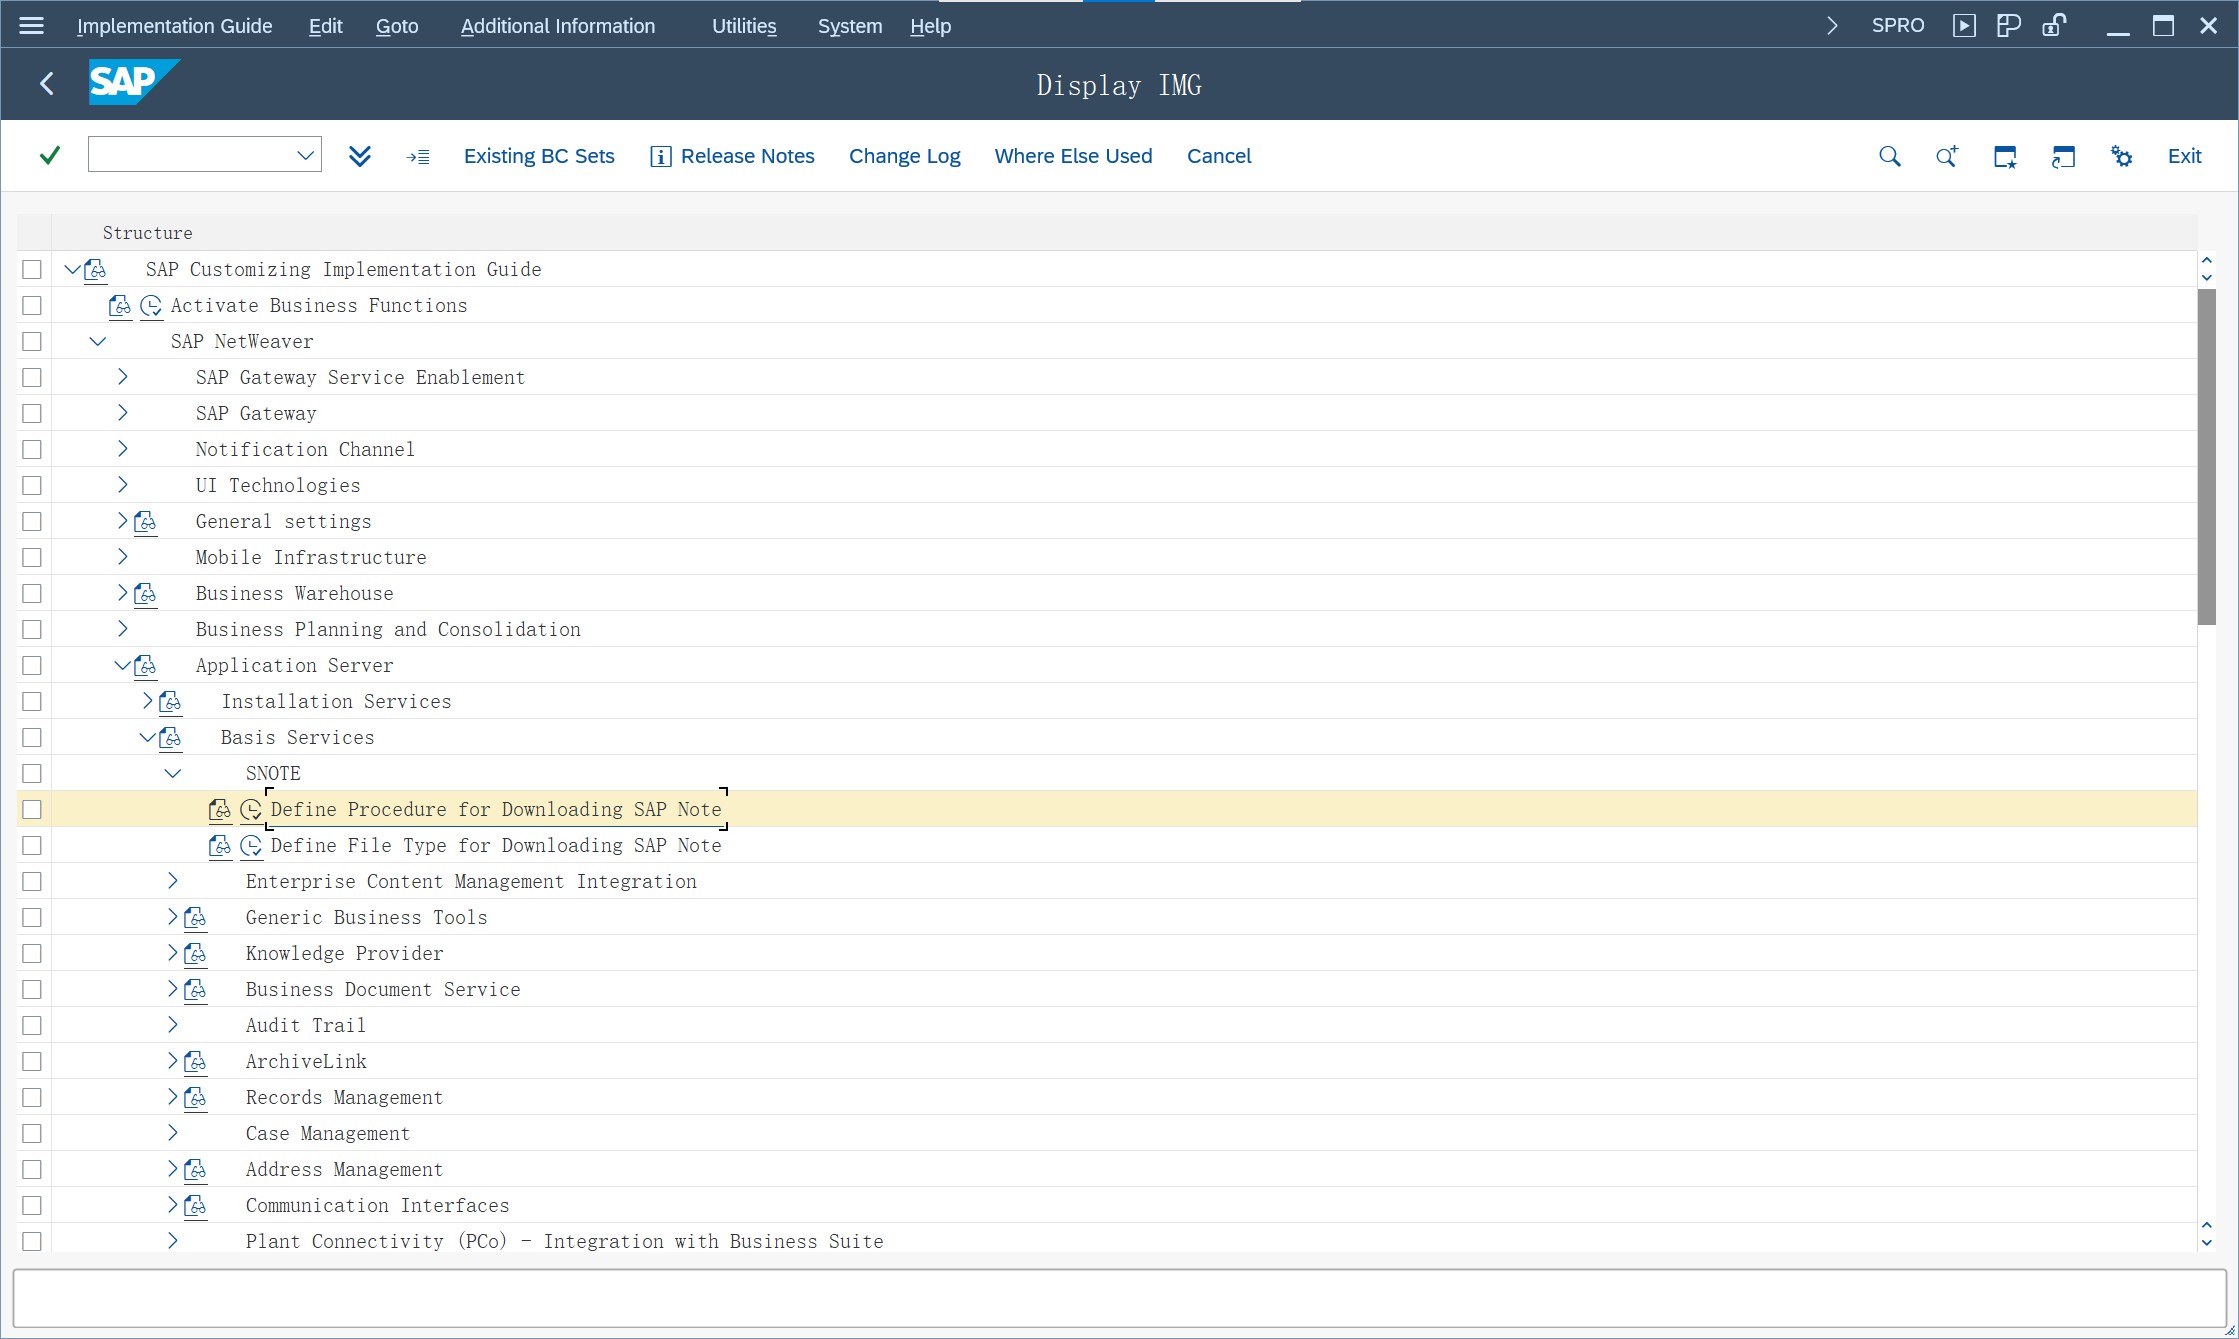 Implementation Guide Edit Goto Additional Information Utilities System Help SPRO
SAP Display IMG
Existing BC Sets Release Notes Change Log Where Else Used Cancel Exit
Structure
SAP Customizing Implementation Guide
Activate Business Functions
SAP NetWeaver
SAP Gateway Service Enablement
SAP Gateway
Notification Channel
UI Technologies
General settings
Mobile Infrastructure
Business Warehouse
Business Planning and Consolidation
Application Server
Installation Services
Basis Services
SNOTE
Define Procedure for Downloading SAP Note
Define File Type for Downloading SAP Note
Enterprise Content Management Integration
Generic Business Tools
Knowledge Provider
Business Document Service
Audit Trail
ArchiveLink
Records Management
Case Management
Address Management
Communication Interfaces
Plant Connectivity (PCo) - Integration with Business Suite